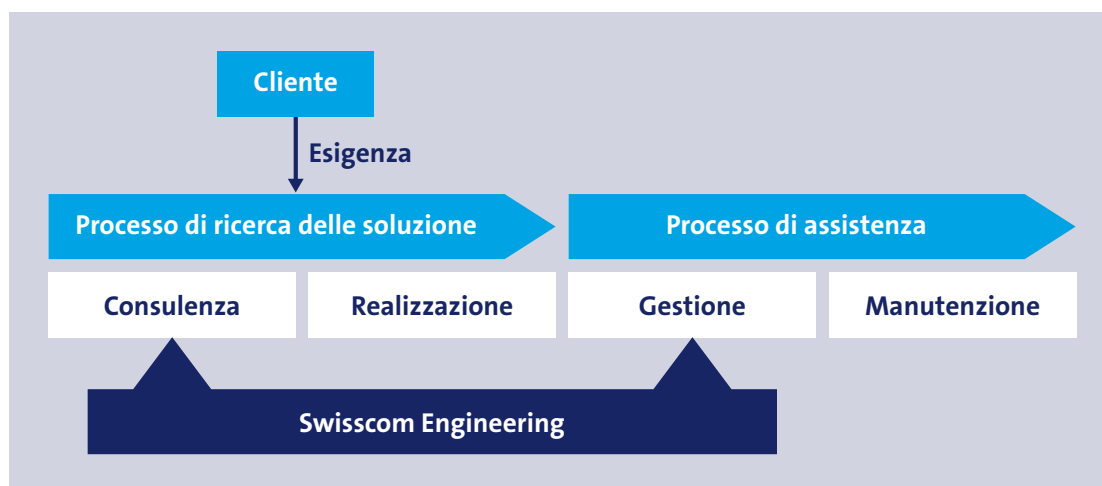 Cliente
Esigenza
Processo di ricerca delle soluzione
Processo di assistenza
Consulenza
Realizzazione
Gestione
Manutenzione
Swisscom Engineering